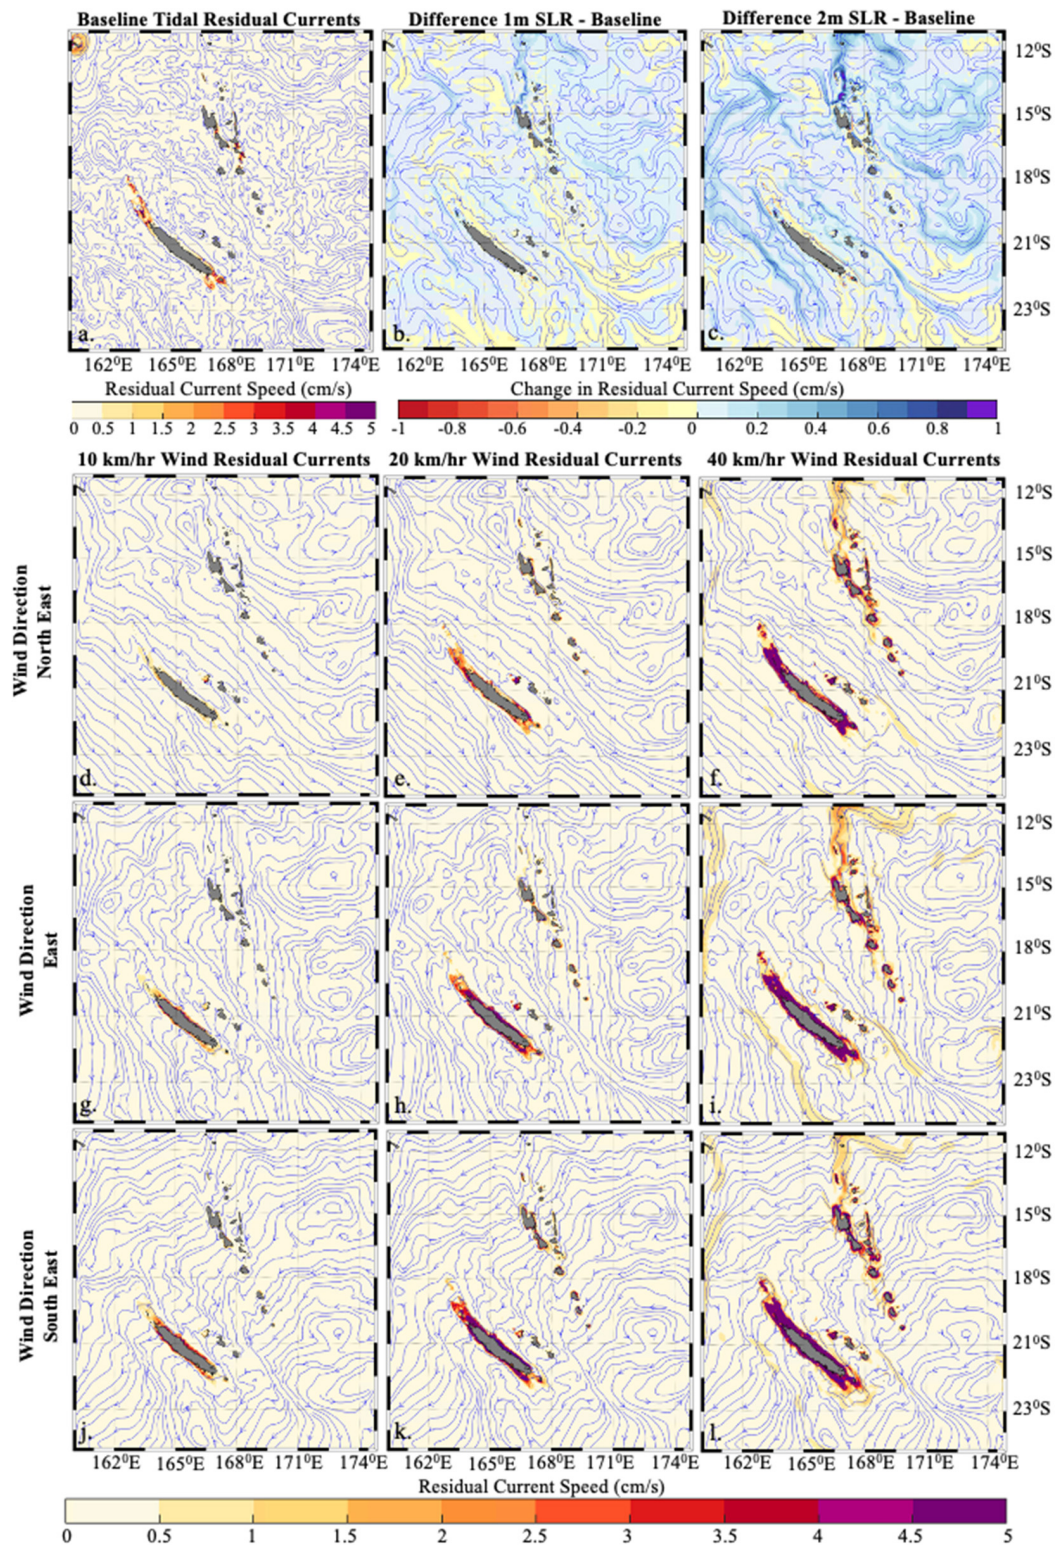 Baseline Tidal Residual Currents Difference 1m SLR - Baseline Difference 2m SLR - Baseline
12⁰S
15⁰S
18⁰S
21⁰S
23⁰S
a. b. c.
162⁰E 165⁰E 168⁰E 171⁰E 174⁰E 162⁰E 165⁰E 168⁰E 171⁰E 174⁰E 162⁰E 165⁰E 168⁰E 171⁰E 174⁰E
Residual Current Speed (cm/s) Change in Residual Current Speed (cm/s)
0 0.5 1 1.5 2 2.5 3 3.5 4 4.5 5 -1 -0.8 -0.6 -0.4 -0.2 0 0.2 0.4 0.6 0.8 1
10 km/hr Wind Residual Currents 20 km/hr Wind Residual Currents 40 km/hr Wind Residual Currents
Wind Direction
North East
12⁰S
15⁰S
18⁰S
21⁰S
23⁰S
d. e. f.
Wind Direction
East
12⁰S
15⁰S
18⁰S
21⁰S
23⁰S
g. h. i.
Wind Direction
South East
12⁰S
15⁰S
18⁰S
21⁰S
23⁰S
j. k. l.
162⁰E 165⁰E 168⁰E 171⁰E 174⁰E 162⁰E 165⁰E 168⁰E 171⁰E 174⁰E 162⁰E 165⁰E 168⁰E 171⁰E 174⁰E
Residual Current Speed (cm/s)
0 0.5 1 1.5 2 2.5 3 3.5 4 4.5 5